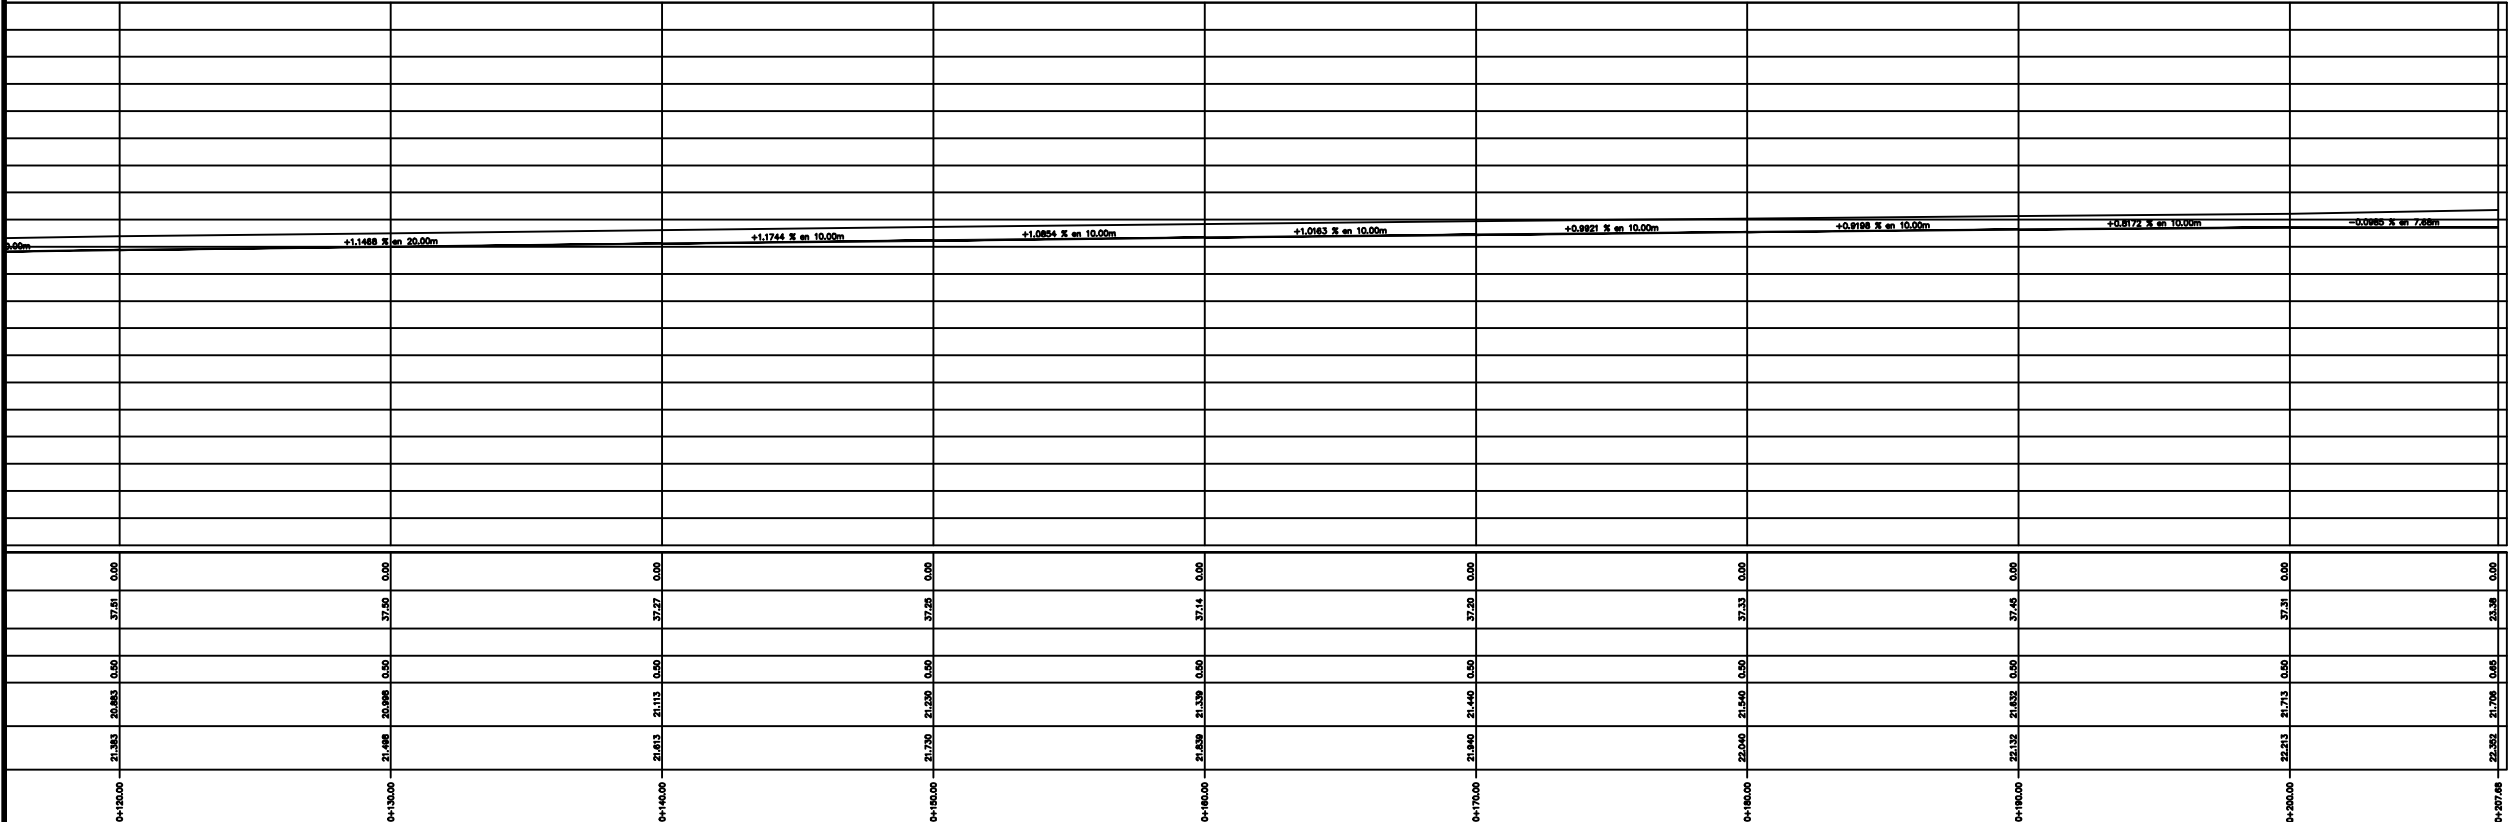 0.00m
+1.1488 % en 20.00m
+1.1744 % en 10.00m
+1.0854 % en 10.00m
+1.0163 % en 10.00m
+0.9921 % en 10.00m
+0.9198 % en 10.00m
+0.8172 % en 10.00m
-0.0985 % en 7.68m
0.00 0.00 0.00 0.00 0.00 0.00 0.00 0.00 0.00 0.00
37.51 37.50 37.27 37.25 37.14 37.20 37.33 37.45 37.31 23.38
0.50 0.50 0.50 0.50 0.50 0.50 0.50 0.50 0.50 0.65
20.883 20.998 21.113 21.230 21.339 21.440 21.540 21.632 21.713 21.706
21.383 21.498 21.613 21.730 21.839 21.940 22.040 22.132 22.213 22.352
0+120.00 0+130.00 0+140.00 0+150.00 0+160.00 0+170.00 0+180.00 0+190.00 0+200.00 0+207.68